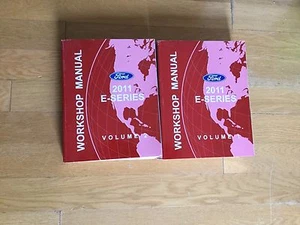 WORKSHOP MANUAL
Ford
2011
E-SERIES
VOLUME
WORKSHOP MANUAL
Ford
2011
E-SERIES
VOLUME